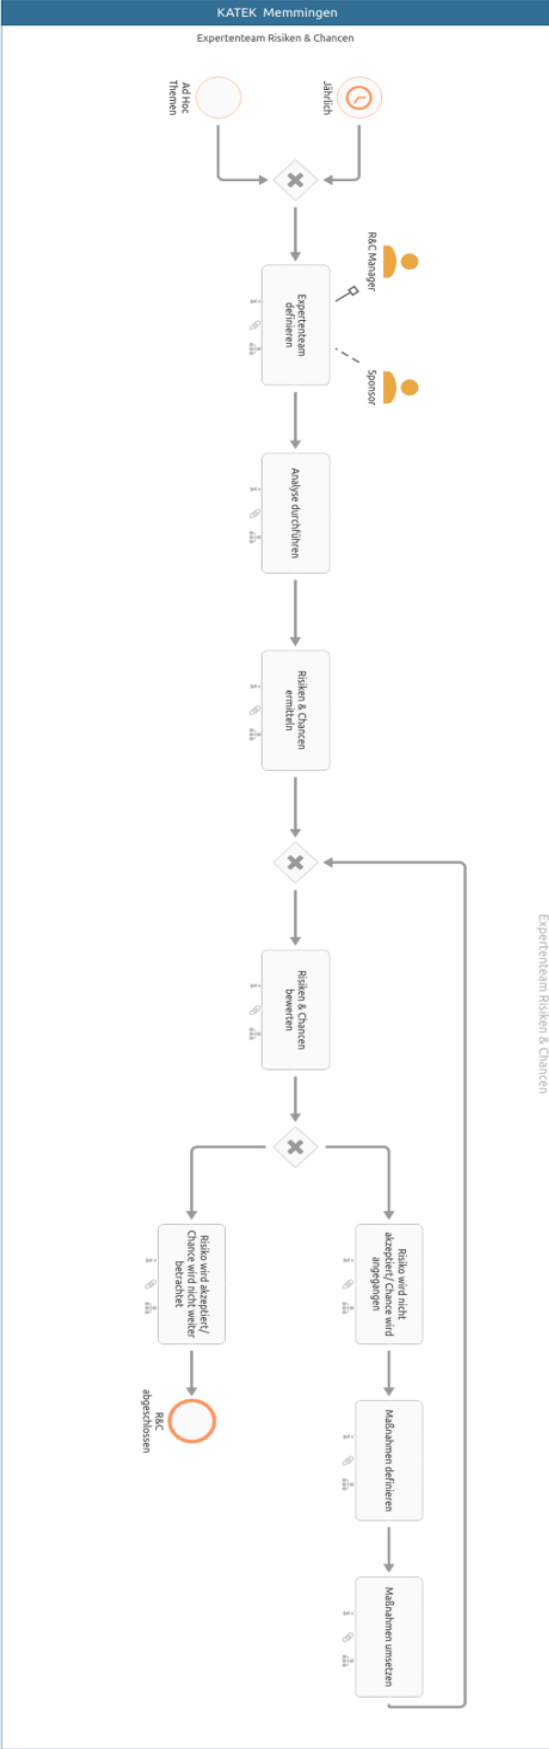 KATEK Memmingen
Expertenteam Risiken & Chancen
Jährlich
Ad Hoc
Themen
R&C Manager
Sponsor
Expertenteam
definieren
Analyse durchführen
Risiken & Chancen
ermitteln
Expertenteam Risiken & Chancen
Risiken & Chancen
bewerten
Risiko wird nicht
akzeptiert/ Chance wird
angegangen
Risiko wird akzeptiert/
Chance wird nicht weiter
betrachtet
R&C
abgeschlossen
Maßnahmen definieren
Maßnahmen umsetzen